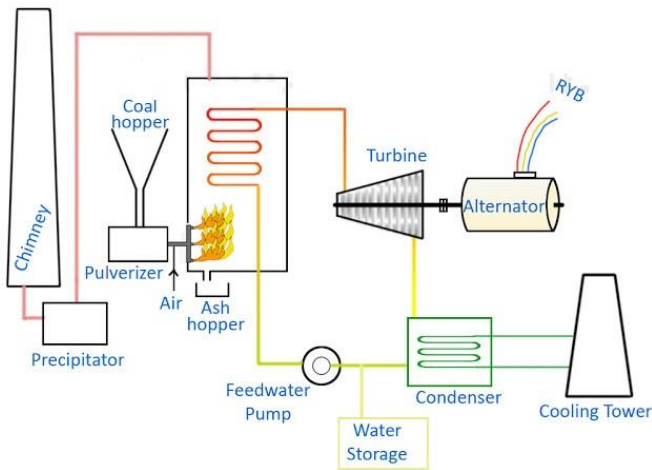 RYB
Coal
hopper
Turbine
Alternator
Chimney
Pulverizer
Air
Ash
hopper
Precipitator
Feedwater
Pump
Condenser
Cooling Tower
Water
Storage